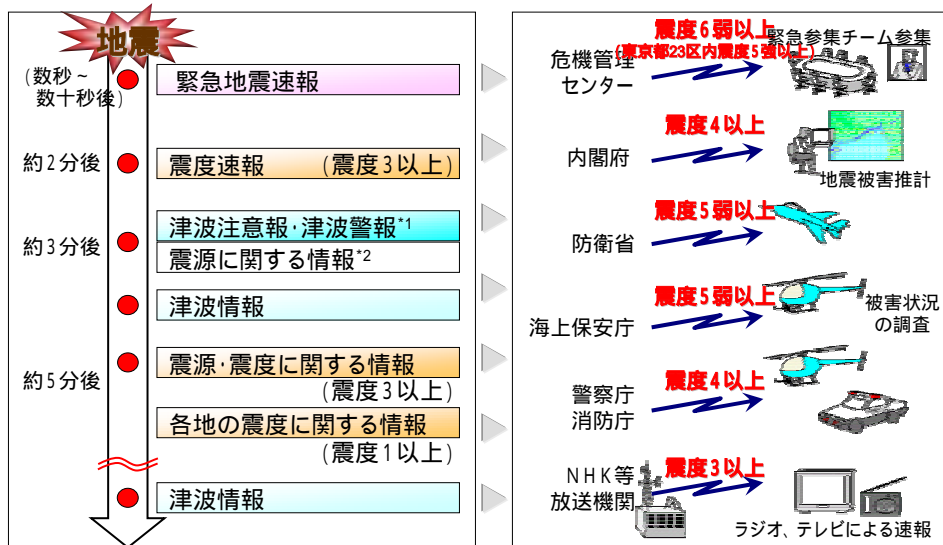 地震
(数秒~
数十秒後)
緊急地震速報
約2分後
震度速報 (震度3以上)
約3分後
津波注意報・津波警報*1
震源に関する情報*2
津波情報
約5分後
震源・震度に関する情報
(震度3以上)
各地の震度に関する情報
(震度1以上)
津波情報
震度6弱以上
(東京都23区内震度5強以上)
緊急参集チーム参集
危機管理
センター
震度4以上
内閣府
地震被害推計
震度5弱以上
防衛省
震度5弱以上
海上保安庁
被害状況
の調査
震度4以上
警察庁
消防庁
震度3以上
NHK等
放送機関
ラジオ、テレビによる速報